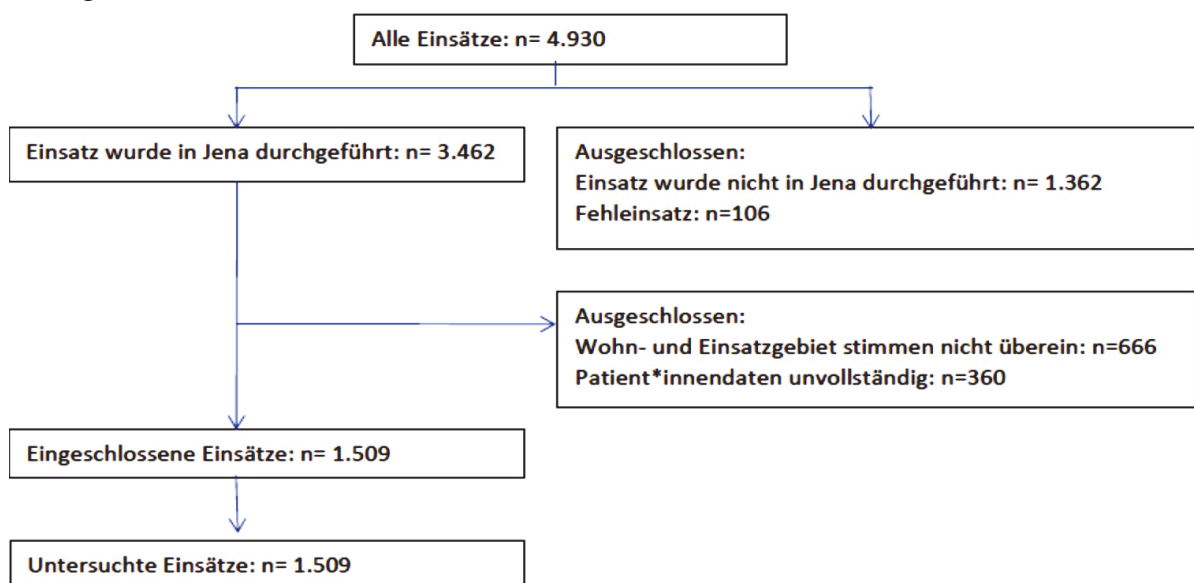 Alle Einsätze: n= 4.930
Einsatz wurde in Jena durchgeführt: n= 3.462
Ausgeschlossen:
Einsatz wurde nicht in Jena durchgeführt: n= 1.362
Fehleinsatz: n=106
Ausgeschlossen:
Wohn- und Einsatzgebiet stimmen nicht überein: n=666
Patient*innendaten unvollständig: n=360
Eingeschlossene Einsätze: n= 1.509
Untersuchte Einsätze: n= 1.509